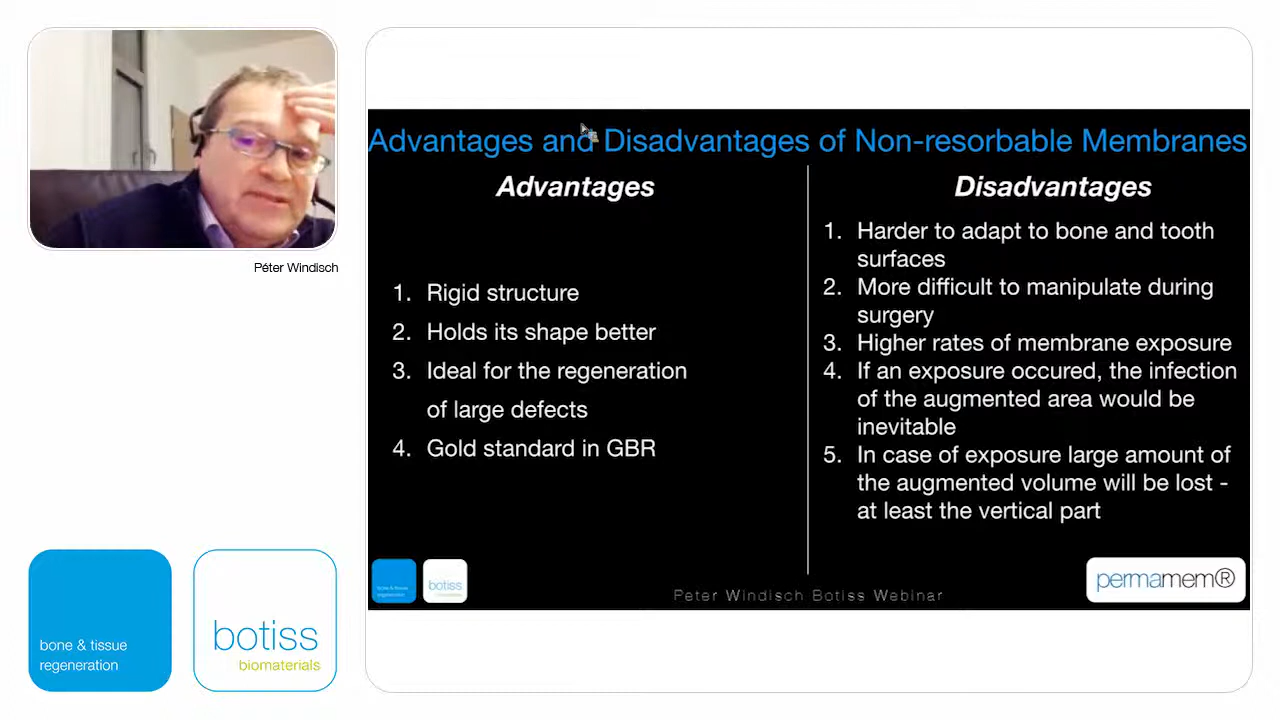 Péter Windisch
Advantages and Disadvantages of Non-resorbable Membranes
Advantages
1. Rigid structure
2. Holds its shape better
3. Ideal for the regeneration
of large defects
4. Gold standard in GBR
Disadvantages
1. Harder to adapt to bone and tooth
surfaces
2. More difficult to manipulate during
surgery
3. Higher rates of membrane exposure
4. If an exposure occured, the infection
of the augmented area would be
inevitable
5. In case of exposure large amount of
the augmented volume will be lost -
at least the vertical part
bone & tissue
regeneration
botiss
biomaterials
Peter Windisch Botiss Webinar
permamem®
bone & tissue
regeneration
botiss
biomaterials